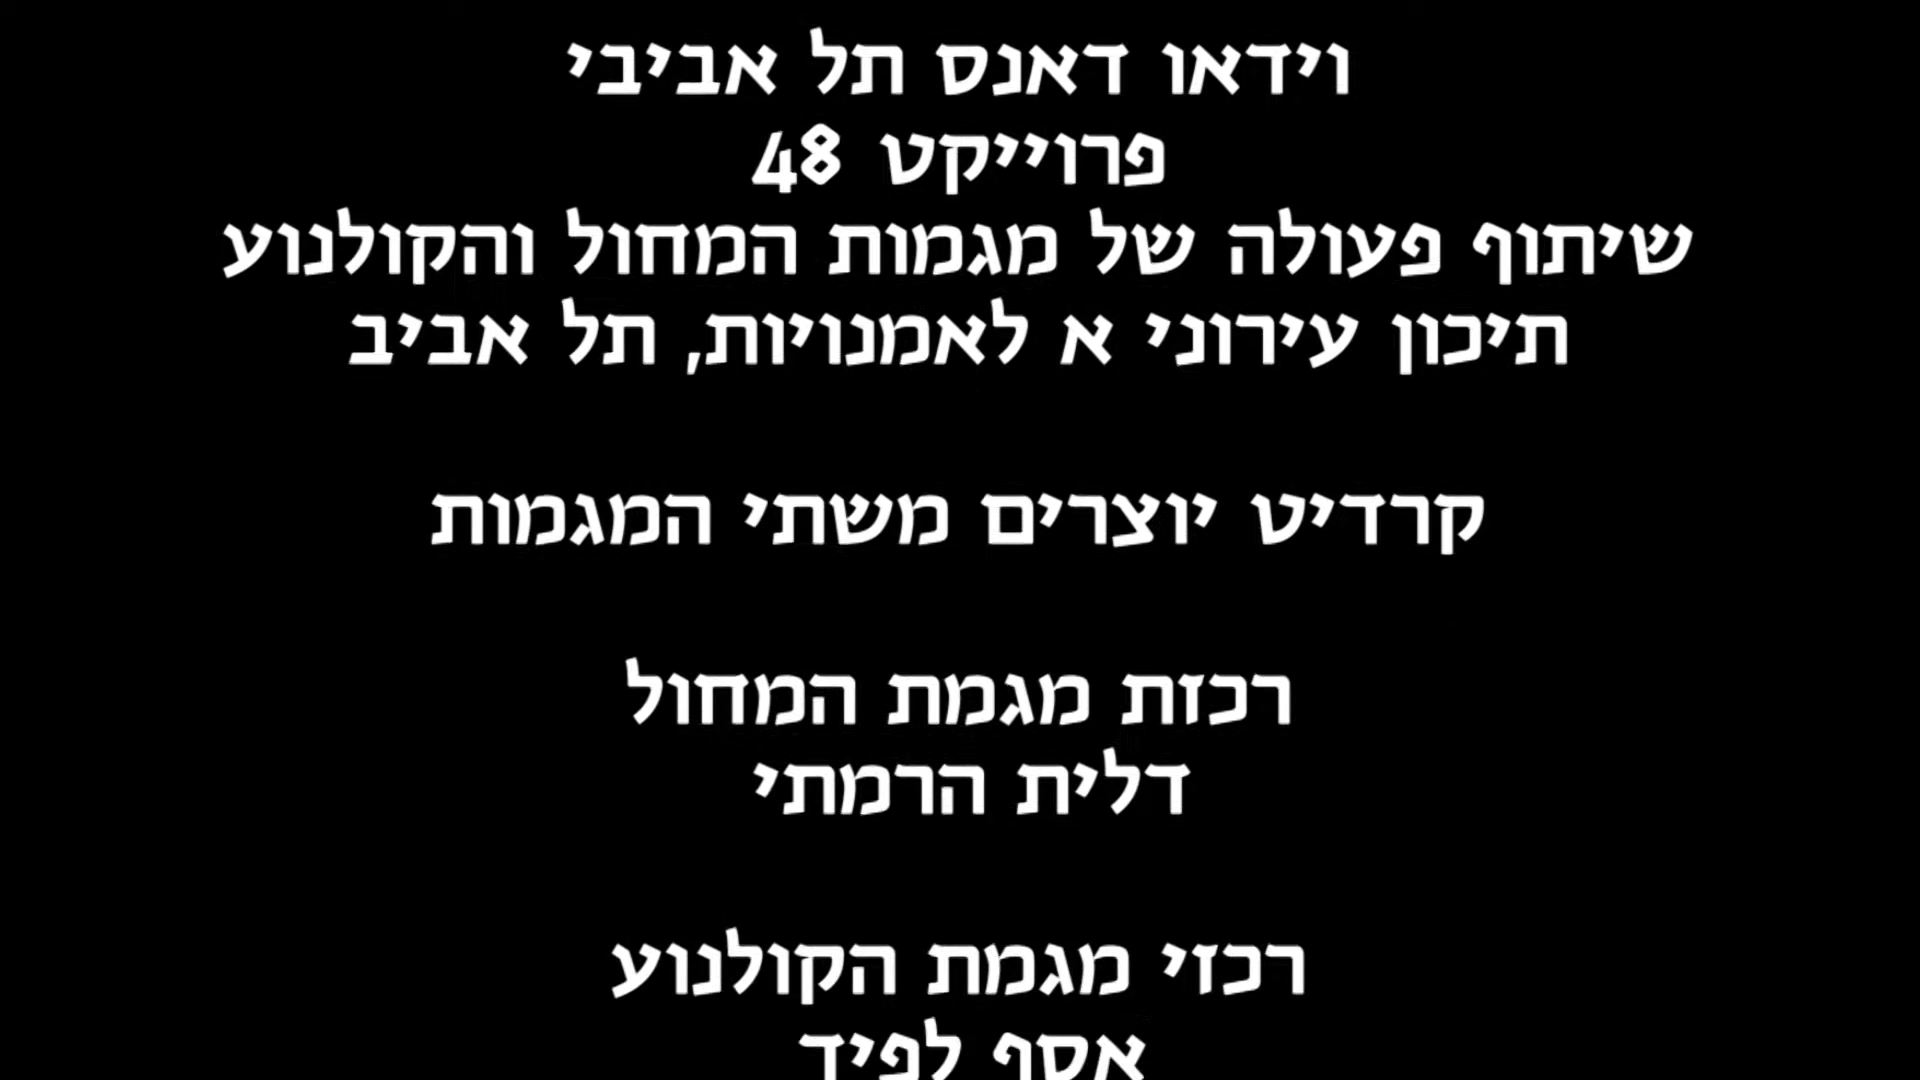 וידאו דאנס תל אביבי
פרוייקט 48
שיתוף פעולה של מגמות המחול והקולנוע
תיכון עירוני א לאמנויות, תל אביב
קרדיט יוצרים משתי המגמות
רכזת מגמת המחול
דלית הרמתי
רכזי מגמת הקולנוע
אסף לפיד